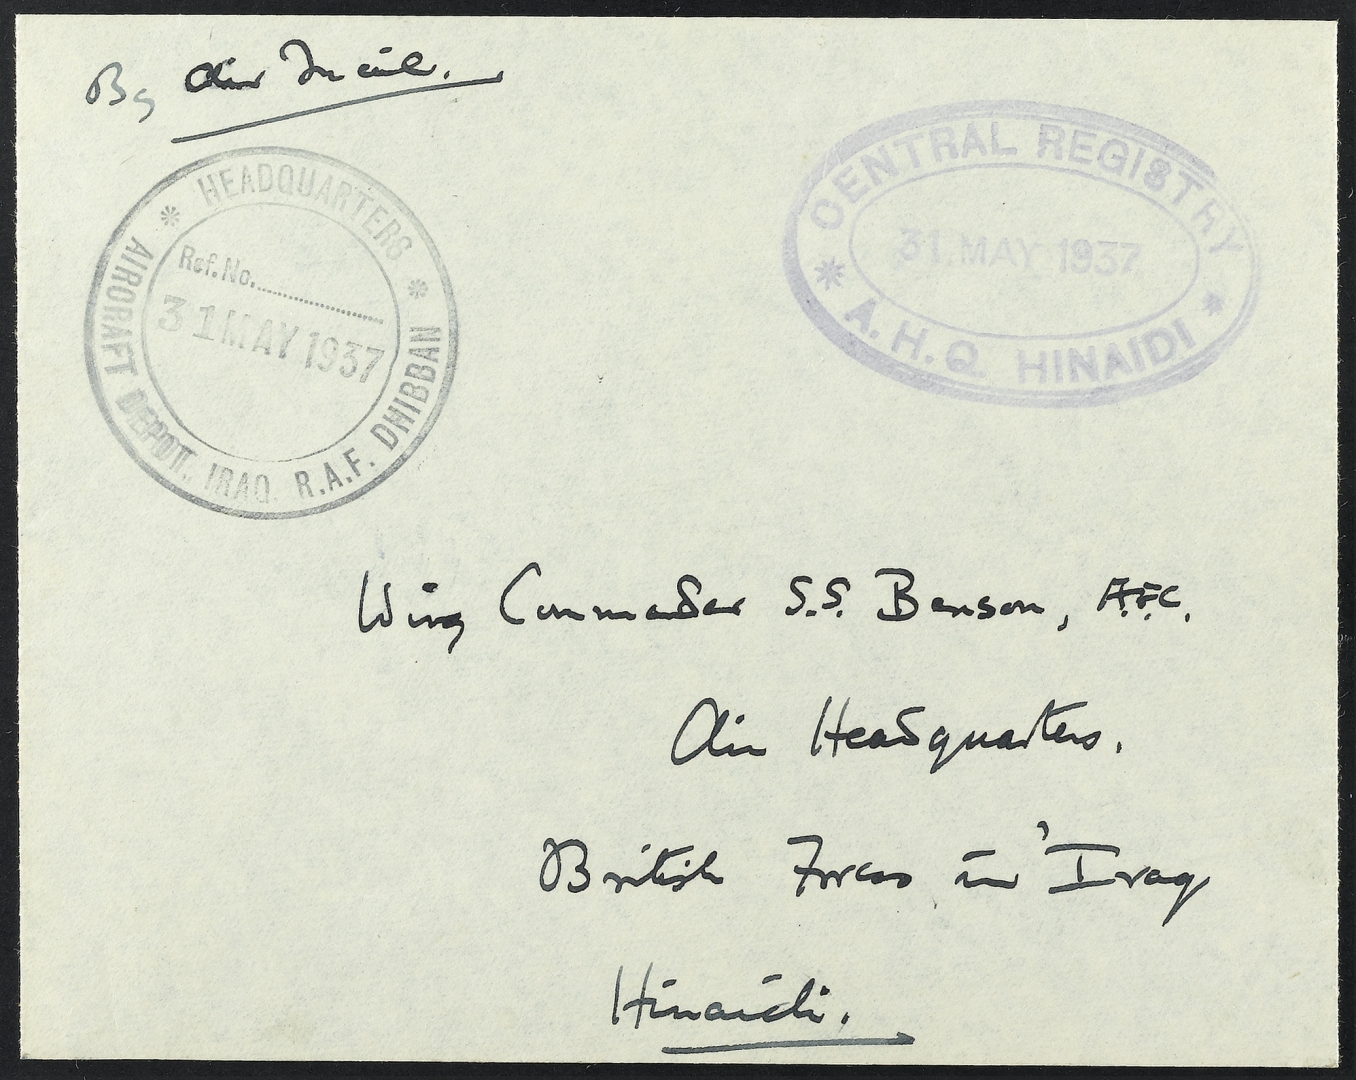 By Air Mail.
HEADQUARTERS
AIRCRAFT DEPOT, IRAQ. R.A.F. DHIBBAN
Ref. No.
31 MAY 1937
CENTRAL REGISTRY
31. MAY 1937
A. H. Q HINAIDI
Wing Commander S.S. Benson, A.F.C.
Air Headquarters.
British Forces in 'Iraq
Hinaidi.